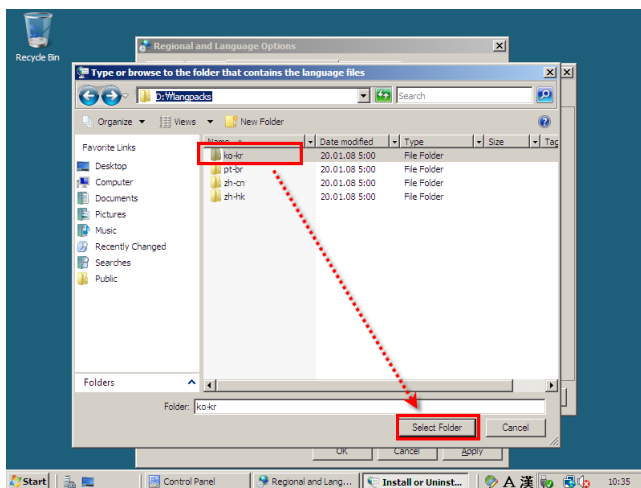 Recycle Bin
Regional and Language Options
Type or browse to the folder that contains the language files
D:₩langpacks
Search
Organize
Views
New Folder
Favorite Links
Name
Date modified
Type
Size
Tag
Desktop
Computer
Documents
Pictures
Music
Recently Changed
Searches
Public
ko-kr
20.01.08 5:00
File Folder
pt-br
20.01.08 5:00
File Folder
zh-cn
20.01.08 5:00
File Folder
zh-hk
20.01.08 5:00
File Folder
Folders
Folder:
ko-kr
Select Folder
Cancel
OK
Cancel
Apply
Start
Control Panel
Regional and Lang...
Install or Uninst...
A 漢
10:35